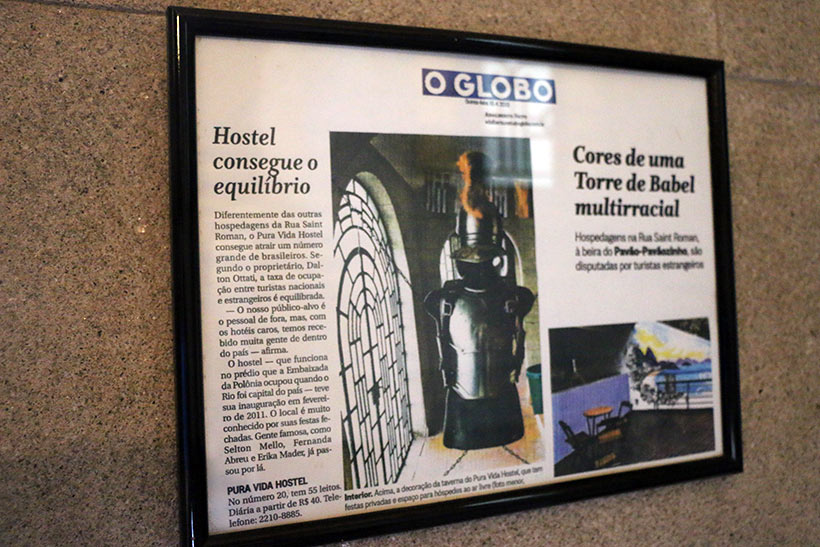 O GLOBO
Hostel
consegue o
equilíbrio
Diferentemente das outras
hospedagens da Rua Saint
Roman, o Pura Vida Hostel
consegue atrair um número
grande de brasileiros. Se-
gundo o proprietário, Dal-
ton Ottati, a taxa de ocupa-
ção entre turistas nacionais
e estrangeiros é equilibrada.
— O nosso público-alvo é
o pessoal de fora, mas, com
os hotéis caros, temos rece-
bido muita gente de dentro
do país — afirma.
O hostel — que funciona
no prédio que a Embaixada
da Polônia ocupou quando o
Rio foi capital do país — teve
sua inauguração em feverei-
ro de 2011. O local é muito
conhecido por suas festas fe-
chadas. Gente famosa, como
Selton Mello, Fernanda
Abreu e Erika Mader, já pas-
sou por lá.
PURA VIDA HOSTEL
No número 20, tem 55 leitos.
Diária a partir de R$ 40. Tele-
lefone: 2210-8885.
Interior. Acima, a decoração da taverna do Pura Vida Hostel, que tem
festas privadas e espaço para hóspedes ao ar livre (foto menor,
Cores de uma
Torre de Babel
multirracial
Hospedagens na Rua Saint Roman,
à beira do Pavão-Pavãozinho, são
disputadas por turistas estrangeiros